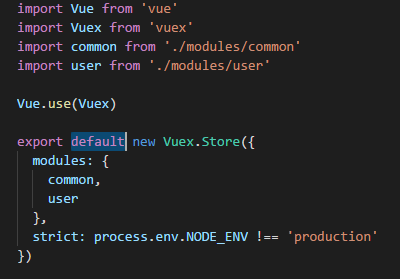 import Vue from 'vue'
import Vuex from 'vuex'
import common from './modules/common'
import user from './modules/user'

Vue.use(Vuex)

export default new Vuex.Store({
  modules: {
    common,
    user
  },
  strict: process.env.NODE_ENV !== 'production'
})